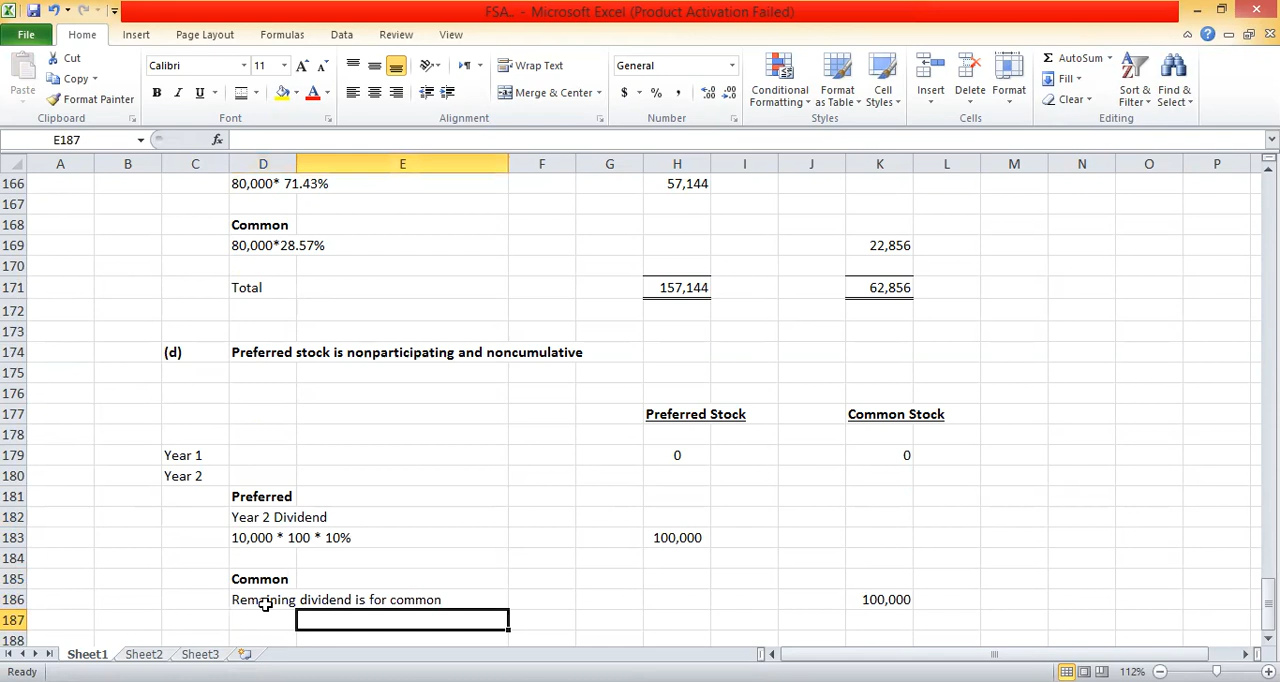 FSA.. - Microsoft Excel (Product Activation Failed)
File Home Insert Page Layout Formulas Data Review View
Paste
Cut
Copy
Format Painter
Clipboard
Calibri 11
B I U
Font
Wrap Text
Merge & Center
Alignment
General
$ % ,
Number
Conditional Formatting
Format as Table
Cell Styles
Styles
Insert
Delete
Format
Cells
AutoSum
Fill
Clear
Sort & Filter
Find & Select
Editing
E187 fx
A B C D E F G H I J K L M N O P
166 80,000* 71.43% 57,144
167
168 Common
169 80,000*28.57% 22,856
170
171 Total 157,144 62,856
172
173
174 (d) Preferred stock is nonparticipating and noncumulative
175
176
177 Preferred Stock Common Stock
178
179 Year 1 0 0
180 Year 2
181 Preferred
182 Year 2 Dividend
183 10,000 * 100 * 10% 100,000
184
185 Common
186 Remaining dividend is for common 100,000
187
188
Sheet1 Sheet2 Sheet3
Ready 112%